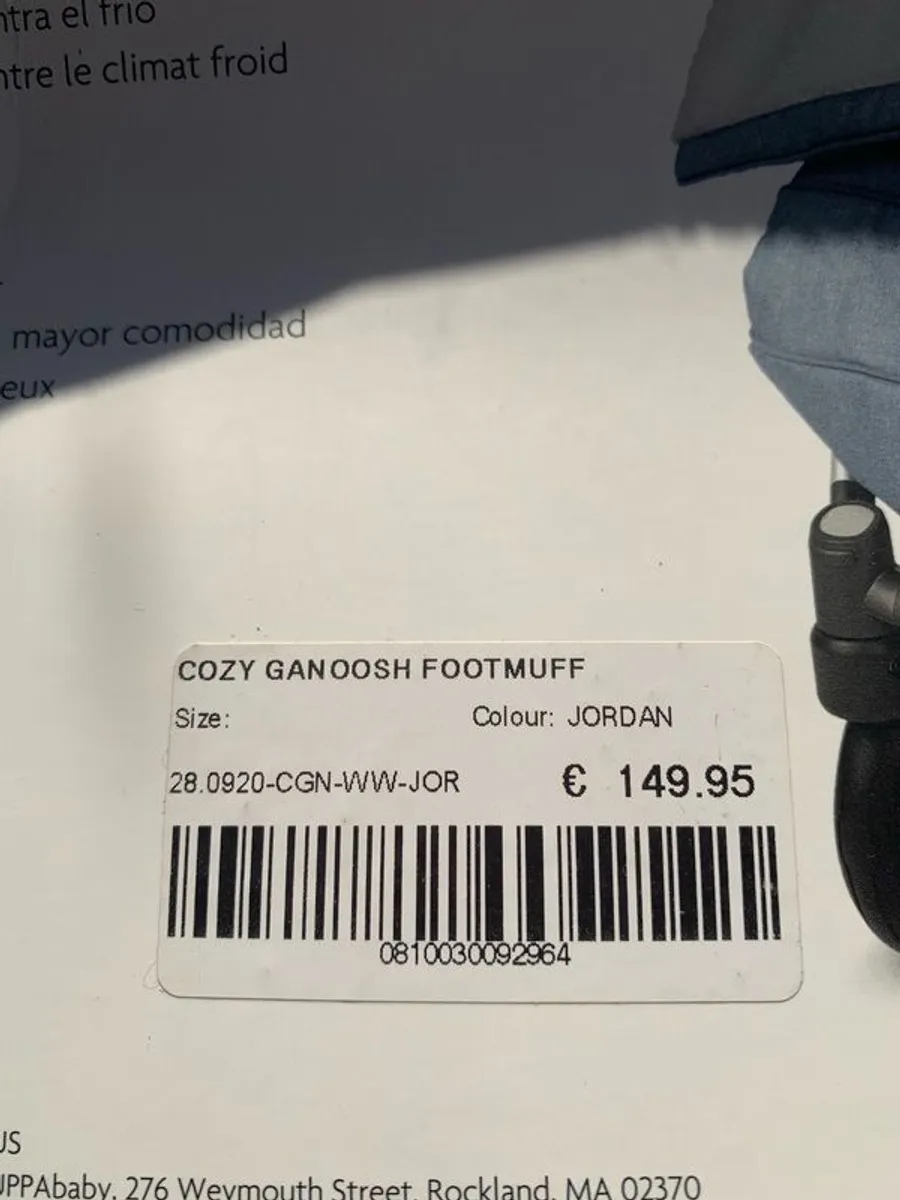 ntra el frío
ntre le climat froid
mayor comodidad
eux
COZY GANOOSH FOOTMUFF
Size: Colour: JORDAN
28.0920-CGN-WW-JOR € 149.95
0810030092964
US
UPPAbaby, 276 Weymouth Street, Rockland, MA 02370